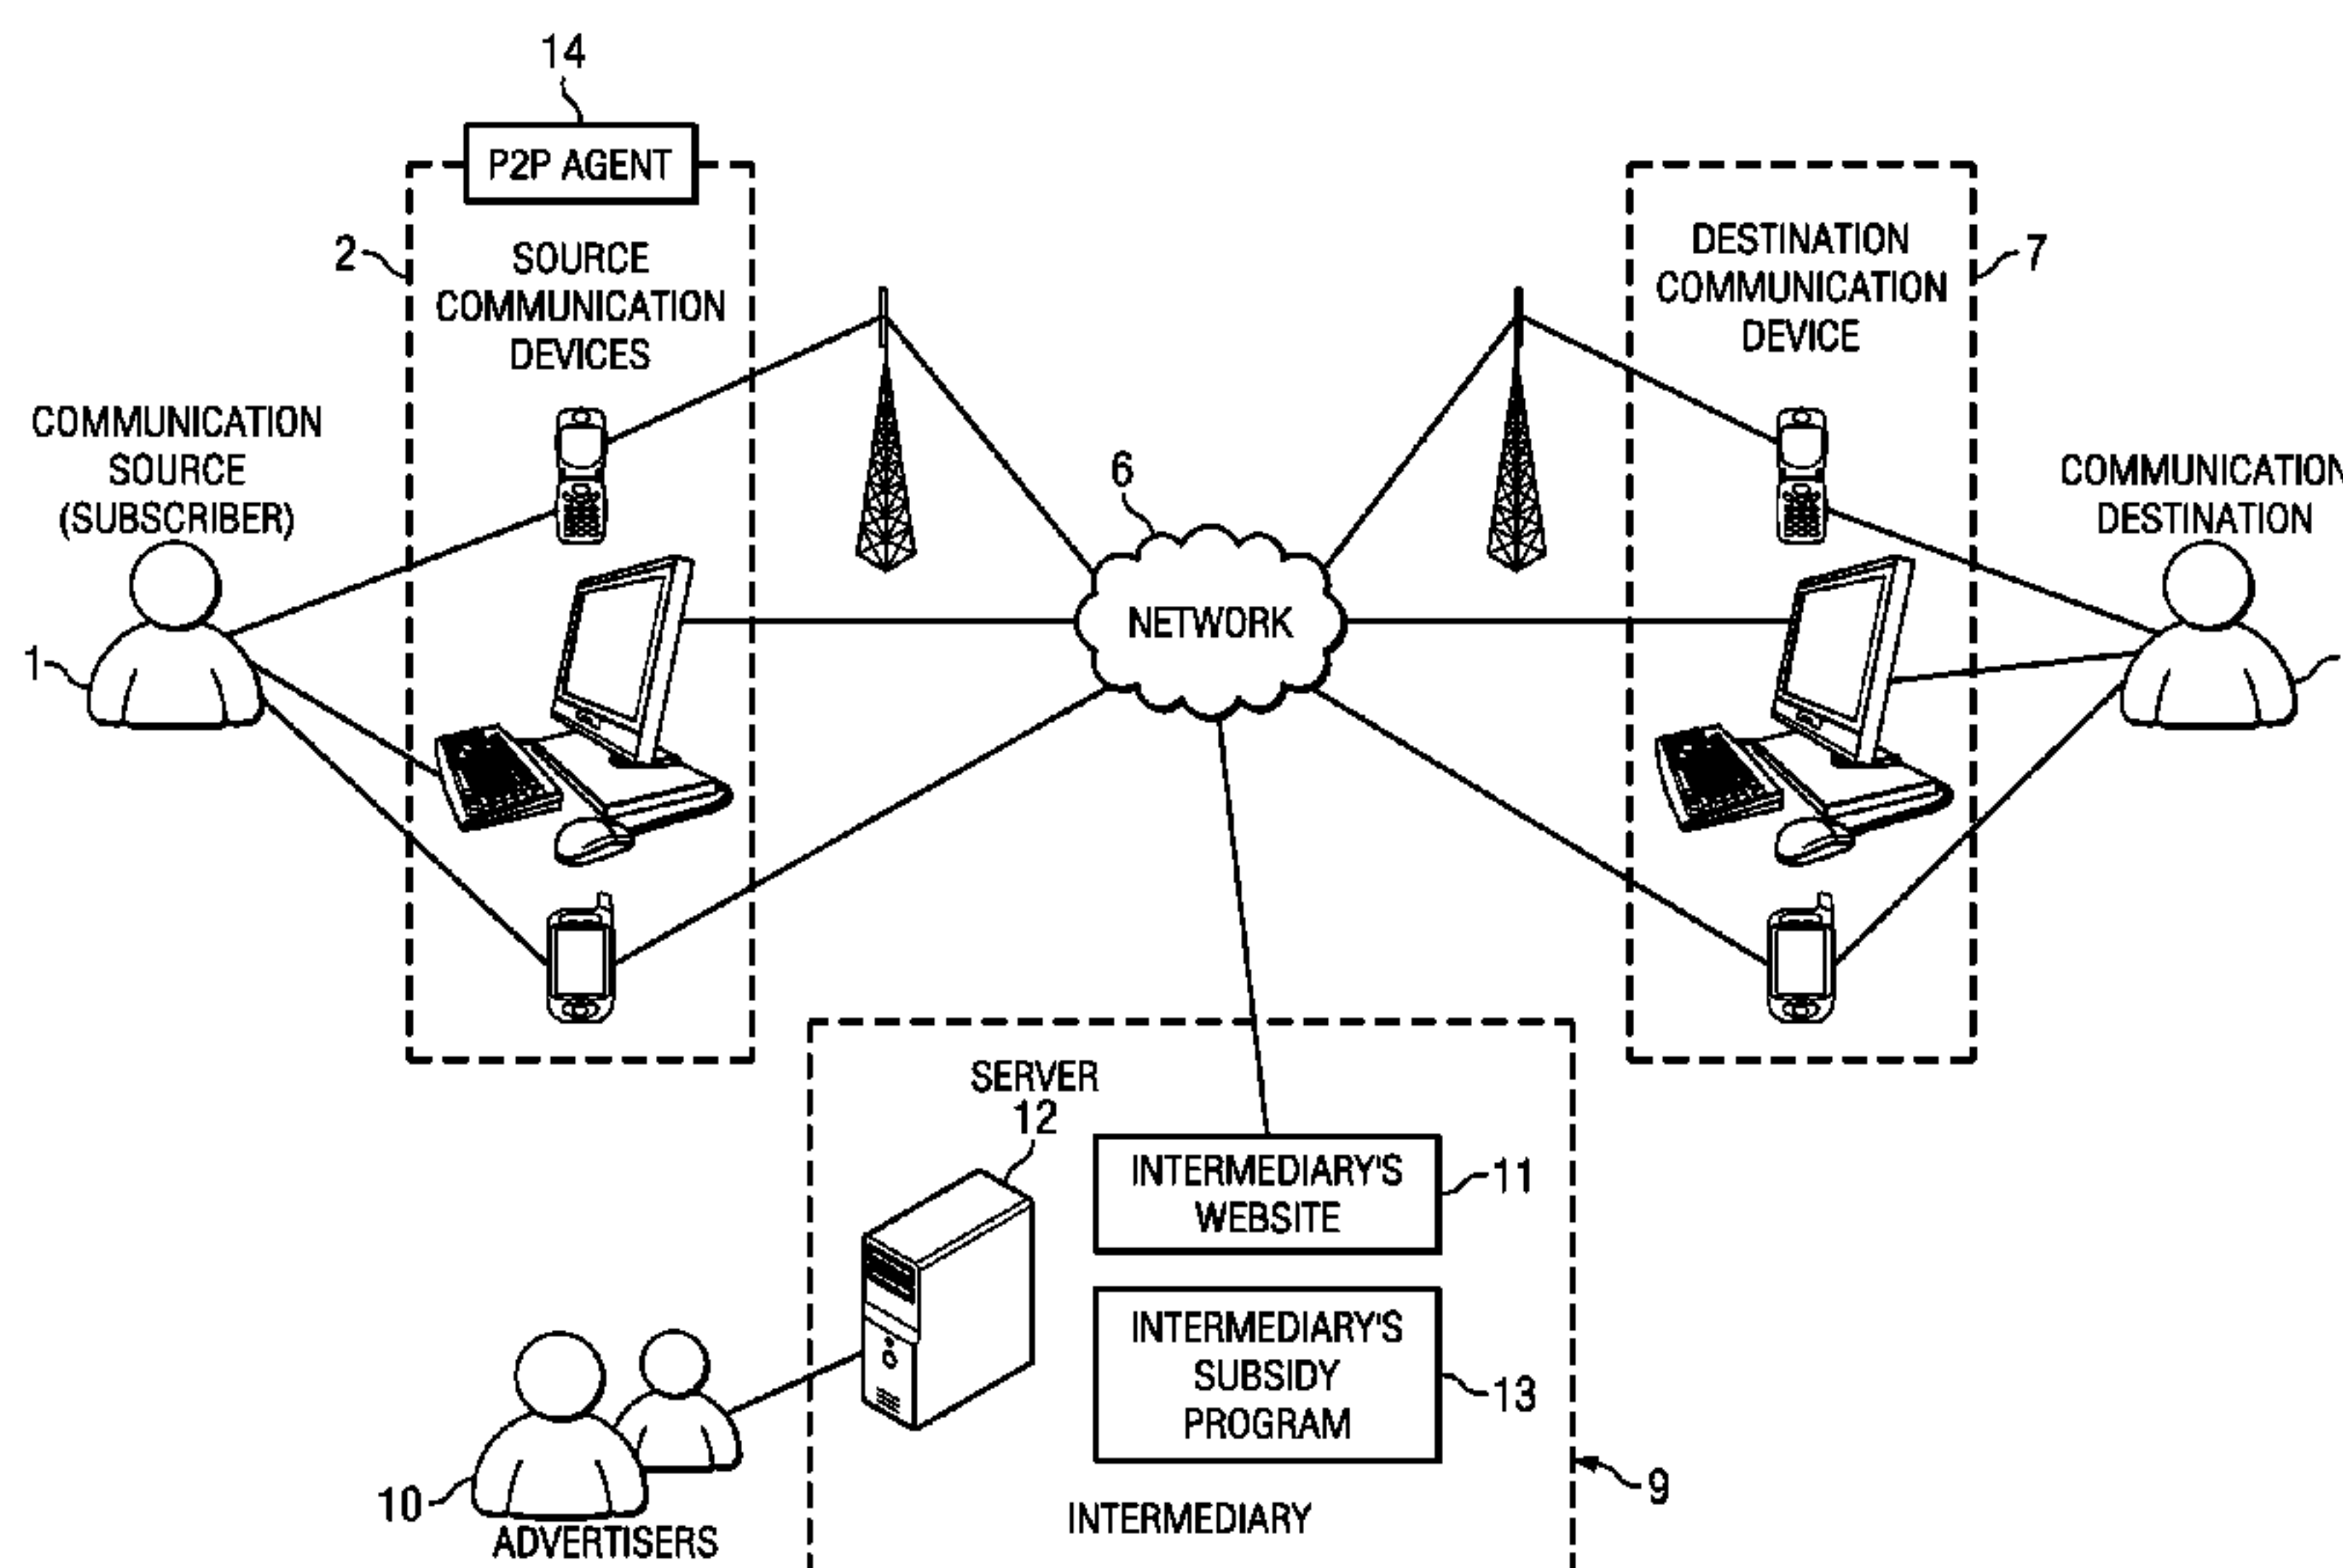 14
P2P AGENT
2
SOURCE
COMMUNICATION
DEVICES
DESTINATION
COMMUNICATION
DEVICE
7
COMMUNICATION
SOURCE
(SUBSCRIBER)
1
6
NETWORK
COMMUNICATION
DESTINATION
SERVER
12
INTERMEDIARY'S
WEBSITE
11
INTERMEDIARY'S
SUBSIDY
PROGRAM
13
9
INTERMEDIARY
10
ADVERTISERS